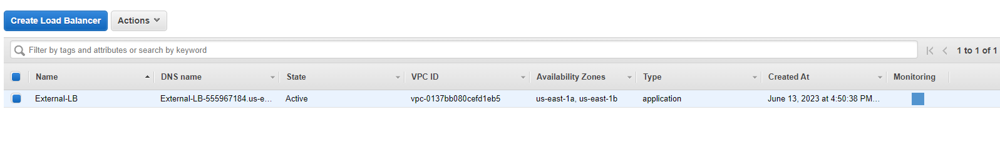 Create Load Balancer Actions
Filter by tags and attributes or search by keyword 1 to 1 of 1
Name DNS name State VPC ID Availability Zones Type Created At Monitoring
External-LB External-LB-555967184.us-e... Active vpc-0137bb080cefd1eb5 us-east-1a, us-east-1b application June 13, 2023 at 4:50:38 PM...